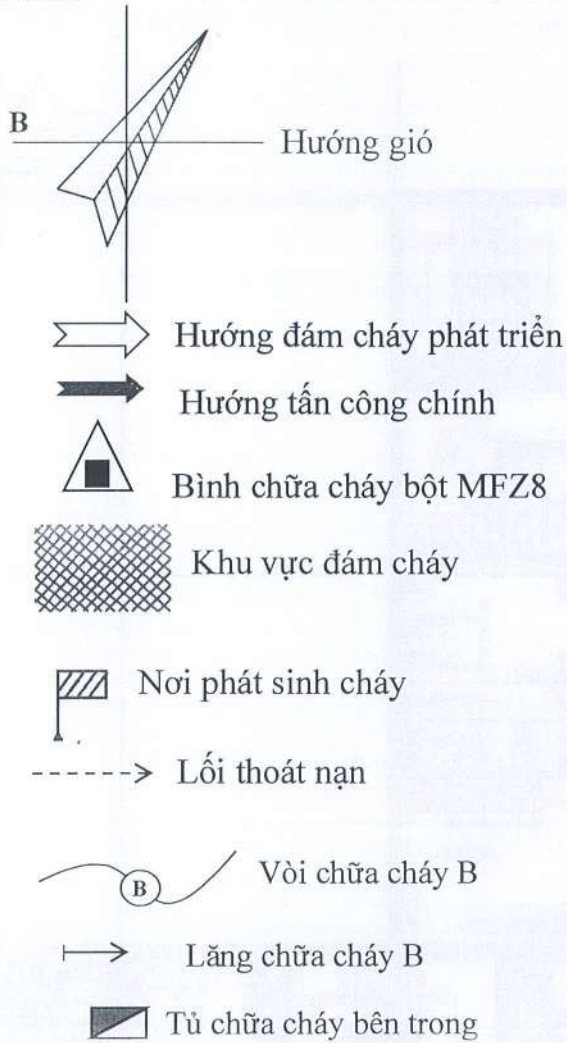 B
Hướng gió
Hướng đám cháy phát triển
Hướng tấn công chính
Bình chữa cháy bột MFZ8
Khu vực đám cháy
Nơi phát sinh cháy
Lối thoát nạn
B
Vòi chữa cháy B
Lăng chữa cháy B
Tủ chữa cháy bên trong